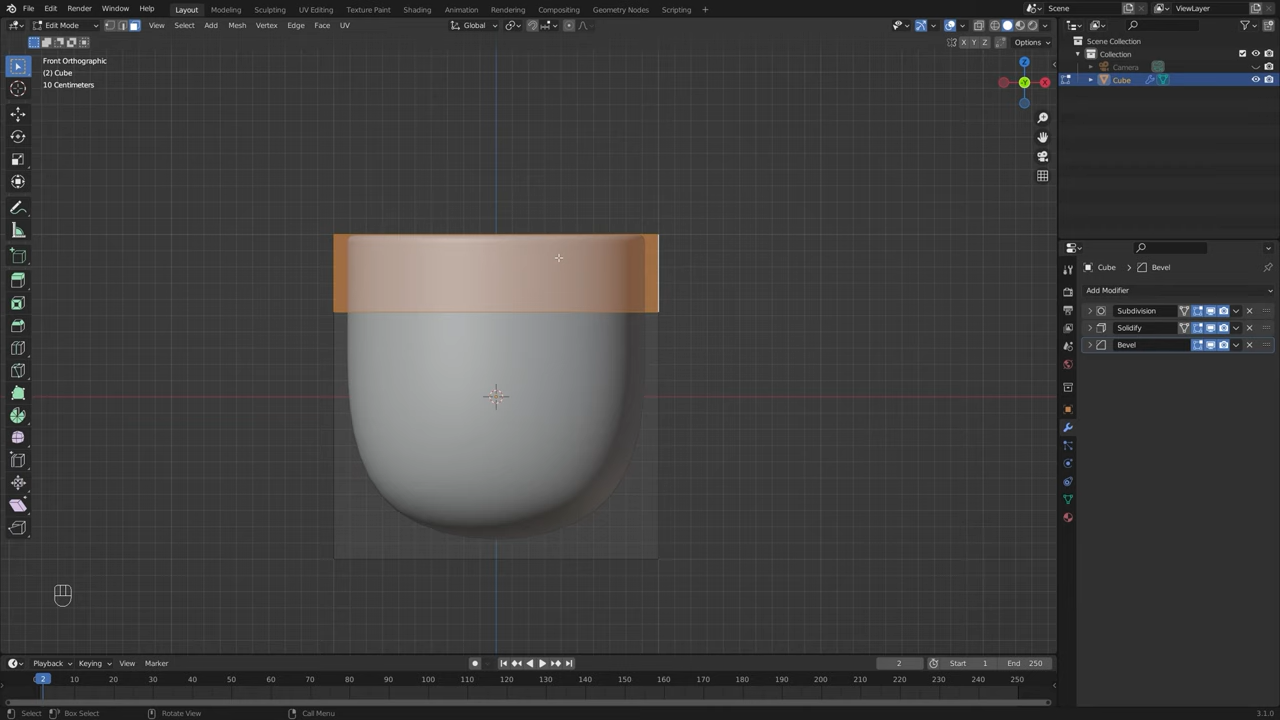 File Edit Render Window Help Layout Modeling Sculpting UV Editing Texture Paint Shading Animation Rendering Compositing Geometry Nodes Scripting + Scene ViewLayer
Edit Mode View Select Add Mesh Vertex Edge Face UV Global
Scene Collection
X Y Z Options
Collection
Front Orthographic
(2) Cube
10 Centimeters
Camera
Cube
Z
Y X
Cube > Bevel
Add Modifier
Subdivision
Solidify
Bevel
Playback Keying View Marker 2 Start 1 End 250
2 10 20 30 40 50 60 70 80 90 100 110 120 130 140 150 160 170 180 190 200 210 220 230 240 250
Select Box Select Rotate View Call Menu 3.1.0